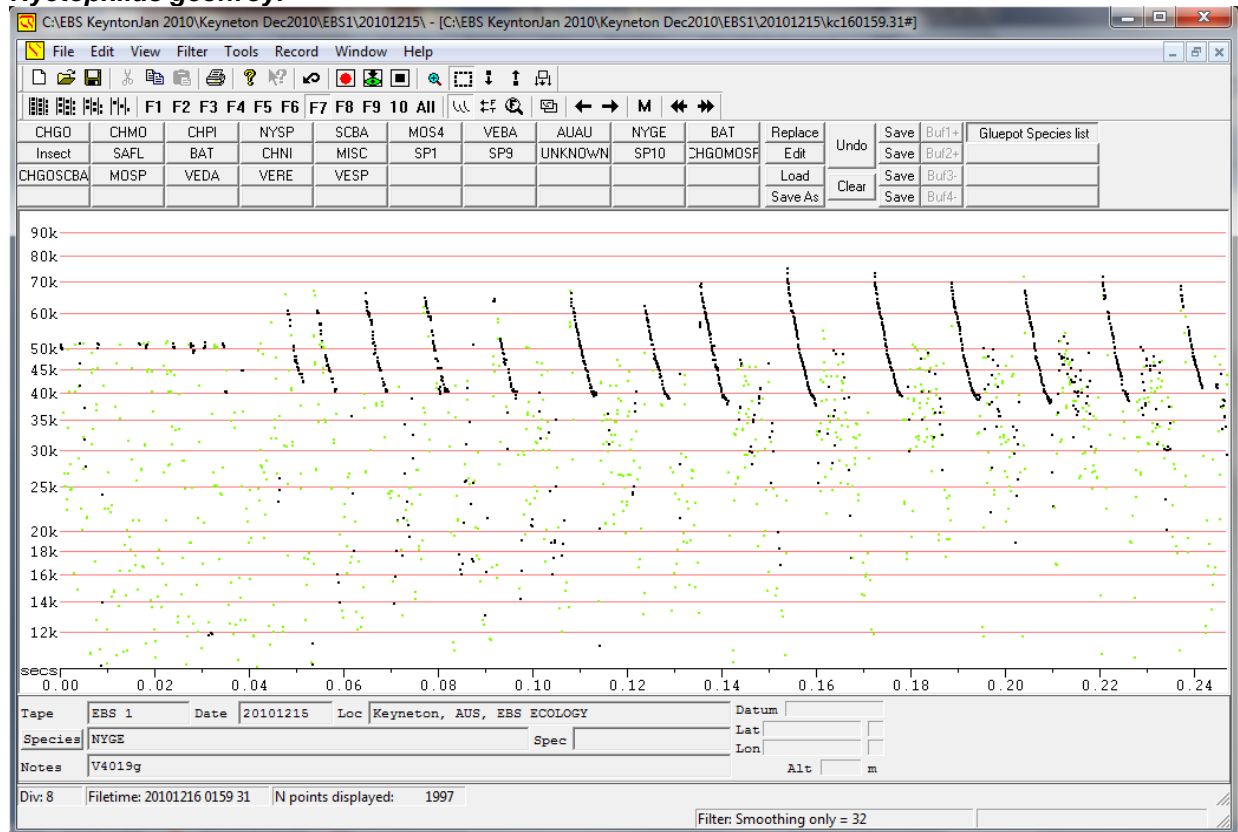 Nyctophilus geoffroyi
C:\EBS KeyntonJan 2010\Keyneton Dec2010\EBS1\20101215\ - [C:\EBS KeyntonJan 2010\Keyneton Dec2010\EBS1\20101215\kc160159.31#]
File Edit View Filter Tools Record Window Help
F1 F2 F3 F4 F5 F6 F7 F8 F9 10 All M
CHGO CHMO CHPI NYSP SCBA MOS4 VEBA AUAU NYGE BAT Replace Undo Save Buf1+ Gluepot Species list
Insect SAFL BAT CHNI MISC SP1 SP9 UNKNOWN SP10 CHGOMOSF Edit Save Buf2+
CHGOSCBA MOSP VEDA VERE VESP Load Clear Save Buf3-
Save As Save Buf4-
90k
80k
70k
60k
50k
45k
40k
35k
30k
25k
20k
18k
16k
14k
12k
secs
0.00 0.02 0.04 0.06 0.08 0.10 0.12 0.14 0.16 0.18 0.20 0.22 0.24
Tape EBS 1 Date 20101215 Loc Keyneton, AUS, EBS ECOLOGY Datum
Species NYGE Spec Lat
Lon
Notes V4019g Alt m
Div: 8 Filetime: 20101216 0159 31 N points displayed: 1997
Filter: Smoothing only = 32